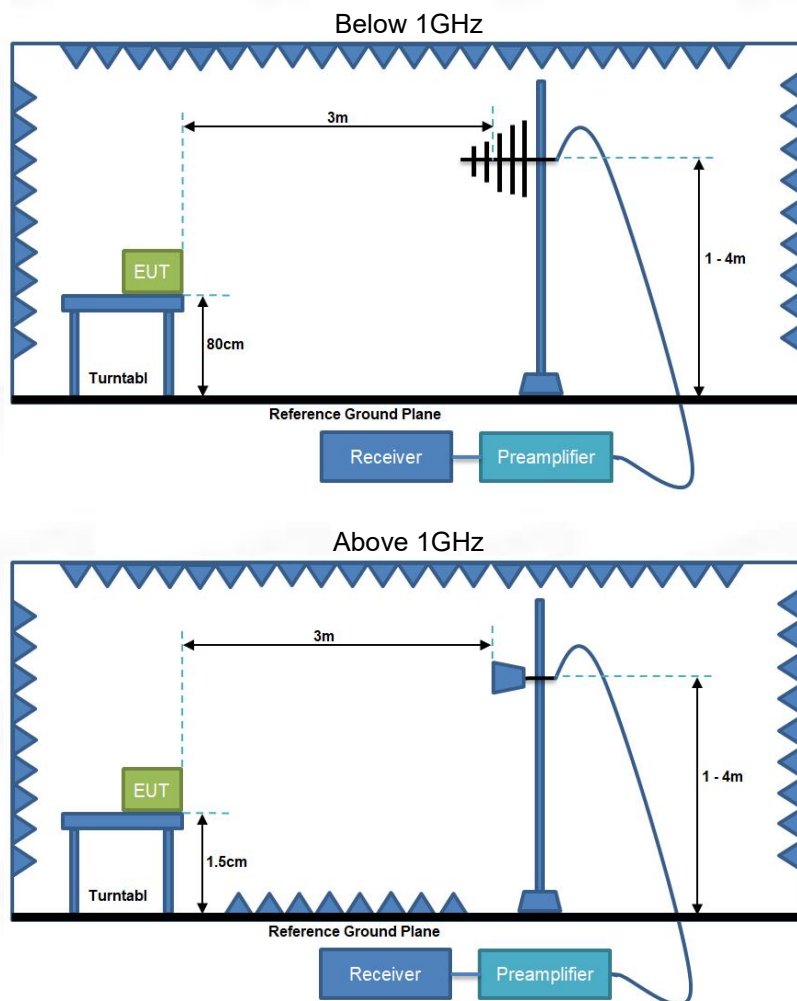 Below 1GHz
3m
1 - 4m
EUT
80cm
Turntabl
Reference Ground Plane
Receiver
Preamplifier
Above 1GHz
3m
1 - 4m
EUT
1.5cm
Turntabl
Reference Ground Plane
Receiver
Preamplifier